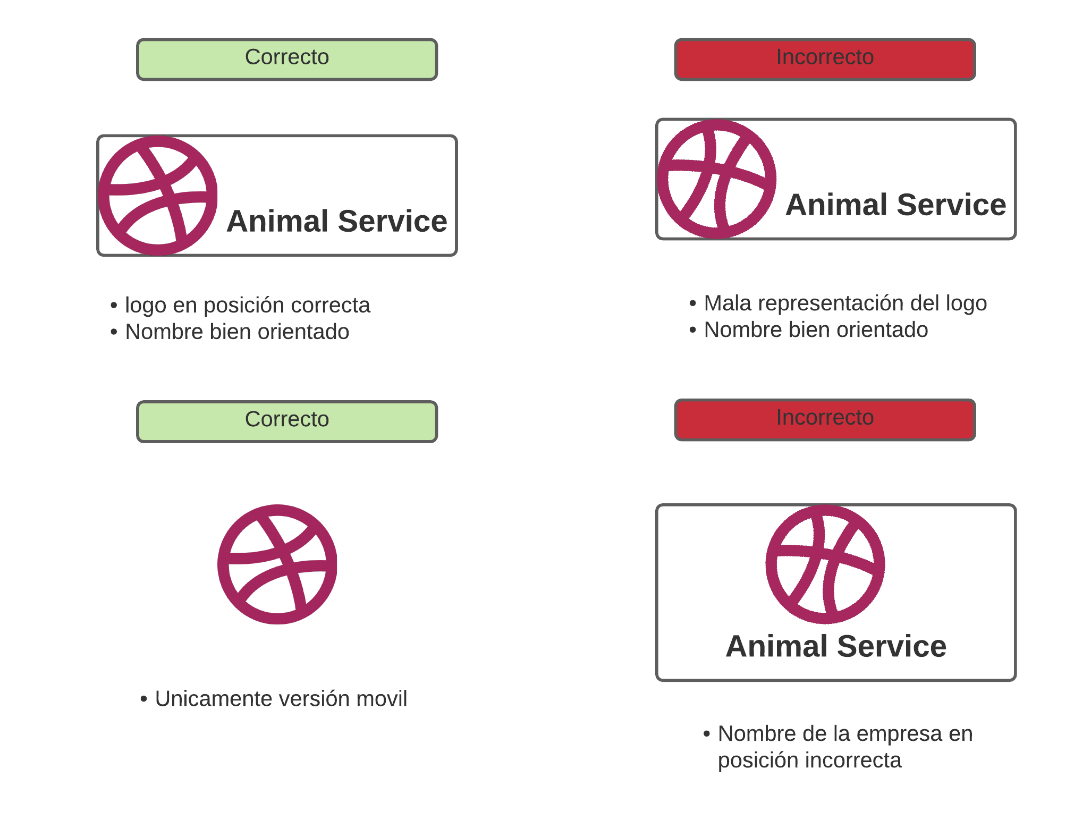 Correcto
Incorrecto
Animal Service
Animal Service
• logo en posición correcta
• Nombre bien orientado
• Mala representación del logo
• Nombre bien orientado
Correcto
Incorrecto
Animal Service
• Unicamente versión movil
• Nombre de la empresa en
posición incorrecta